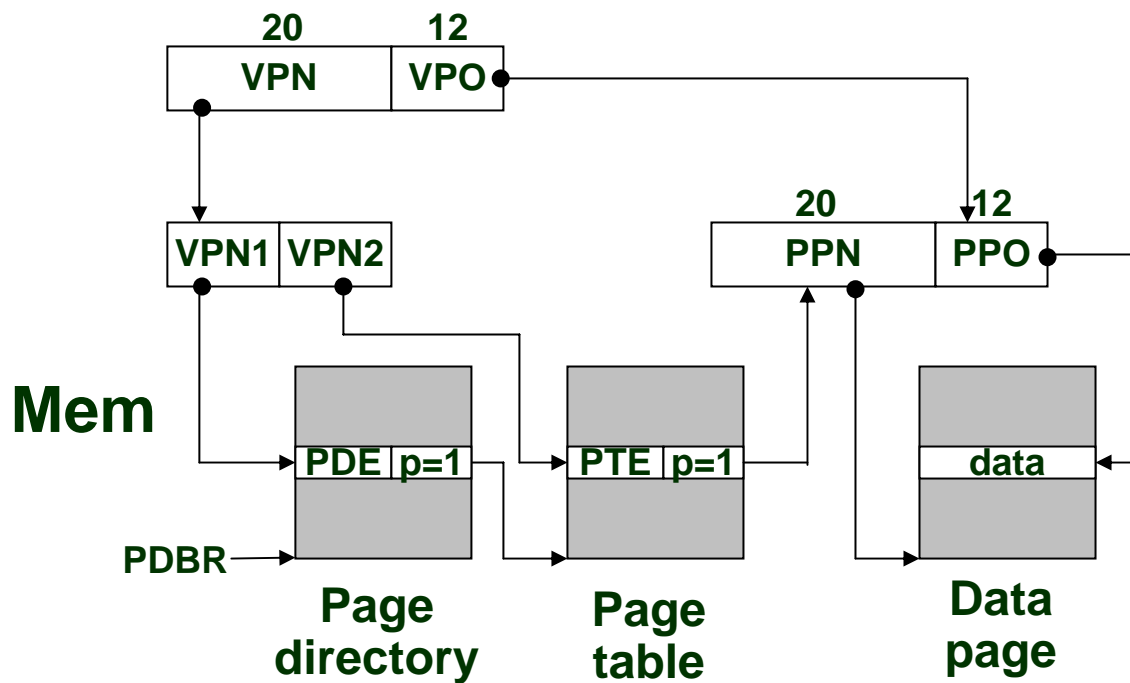 20 12
VPN VPO
20 12
VPN1 VPN2 PPN PPO
Mem
PDE p=1 PTE p=1 data
PDBR
Page directory
Page table
Data page